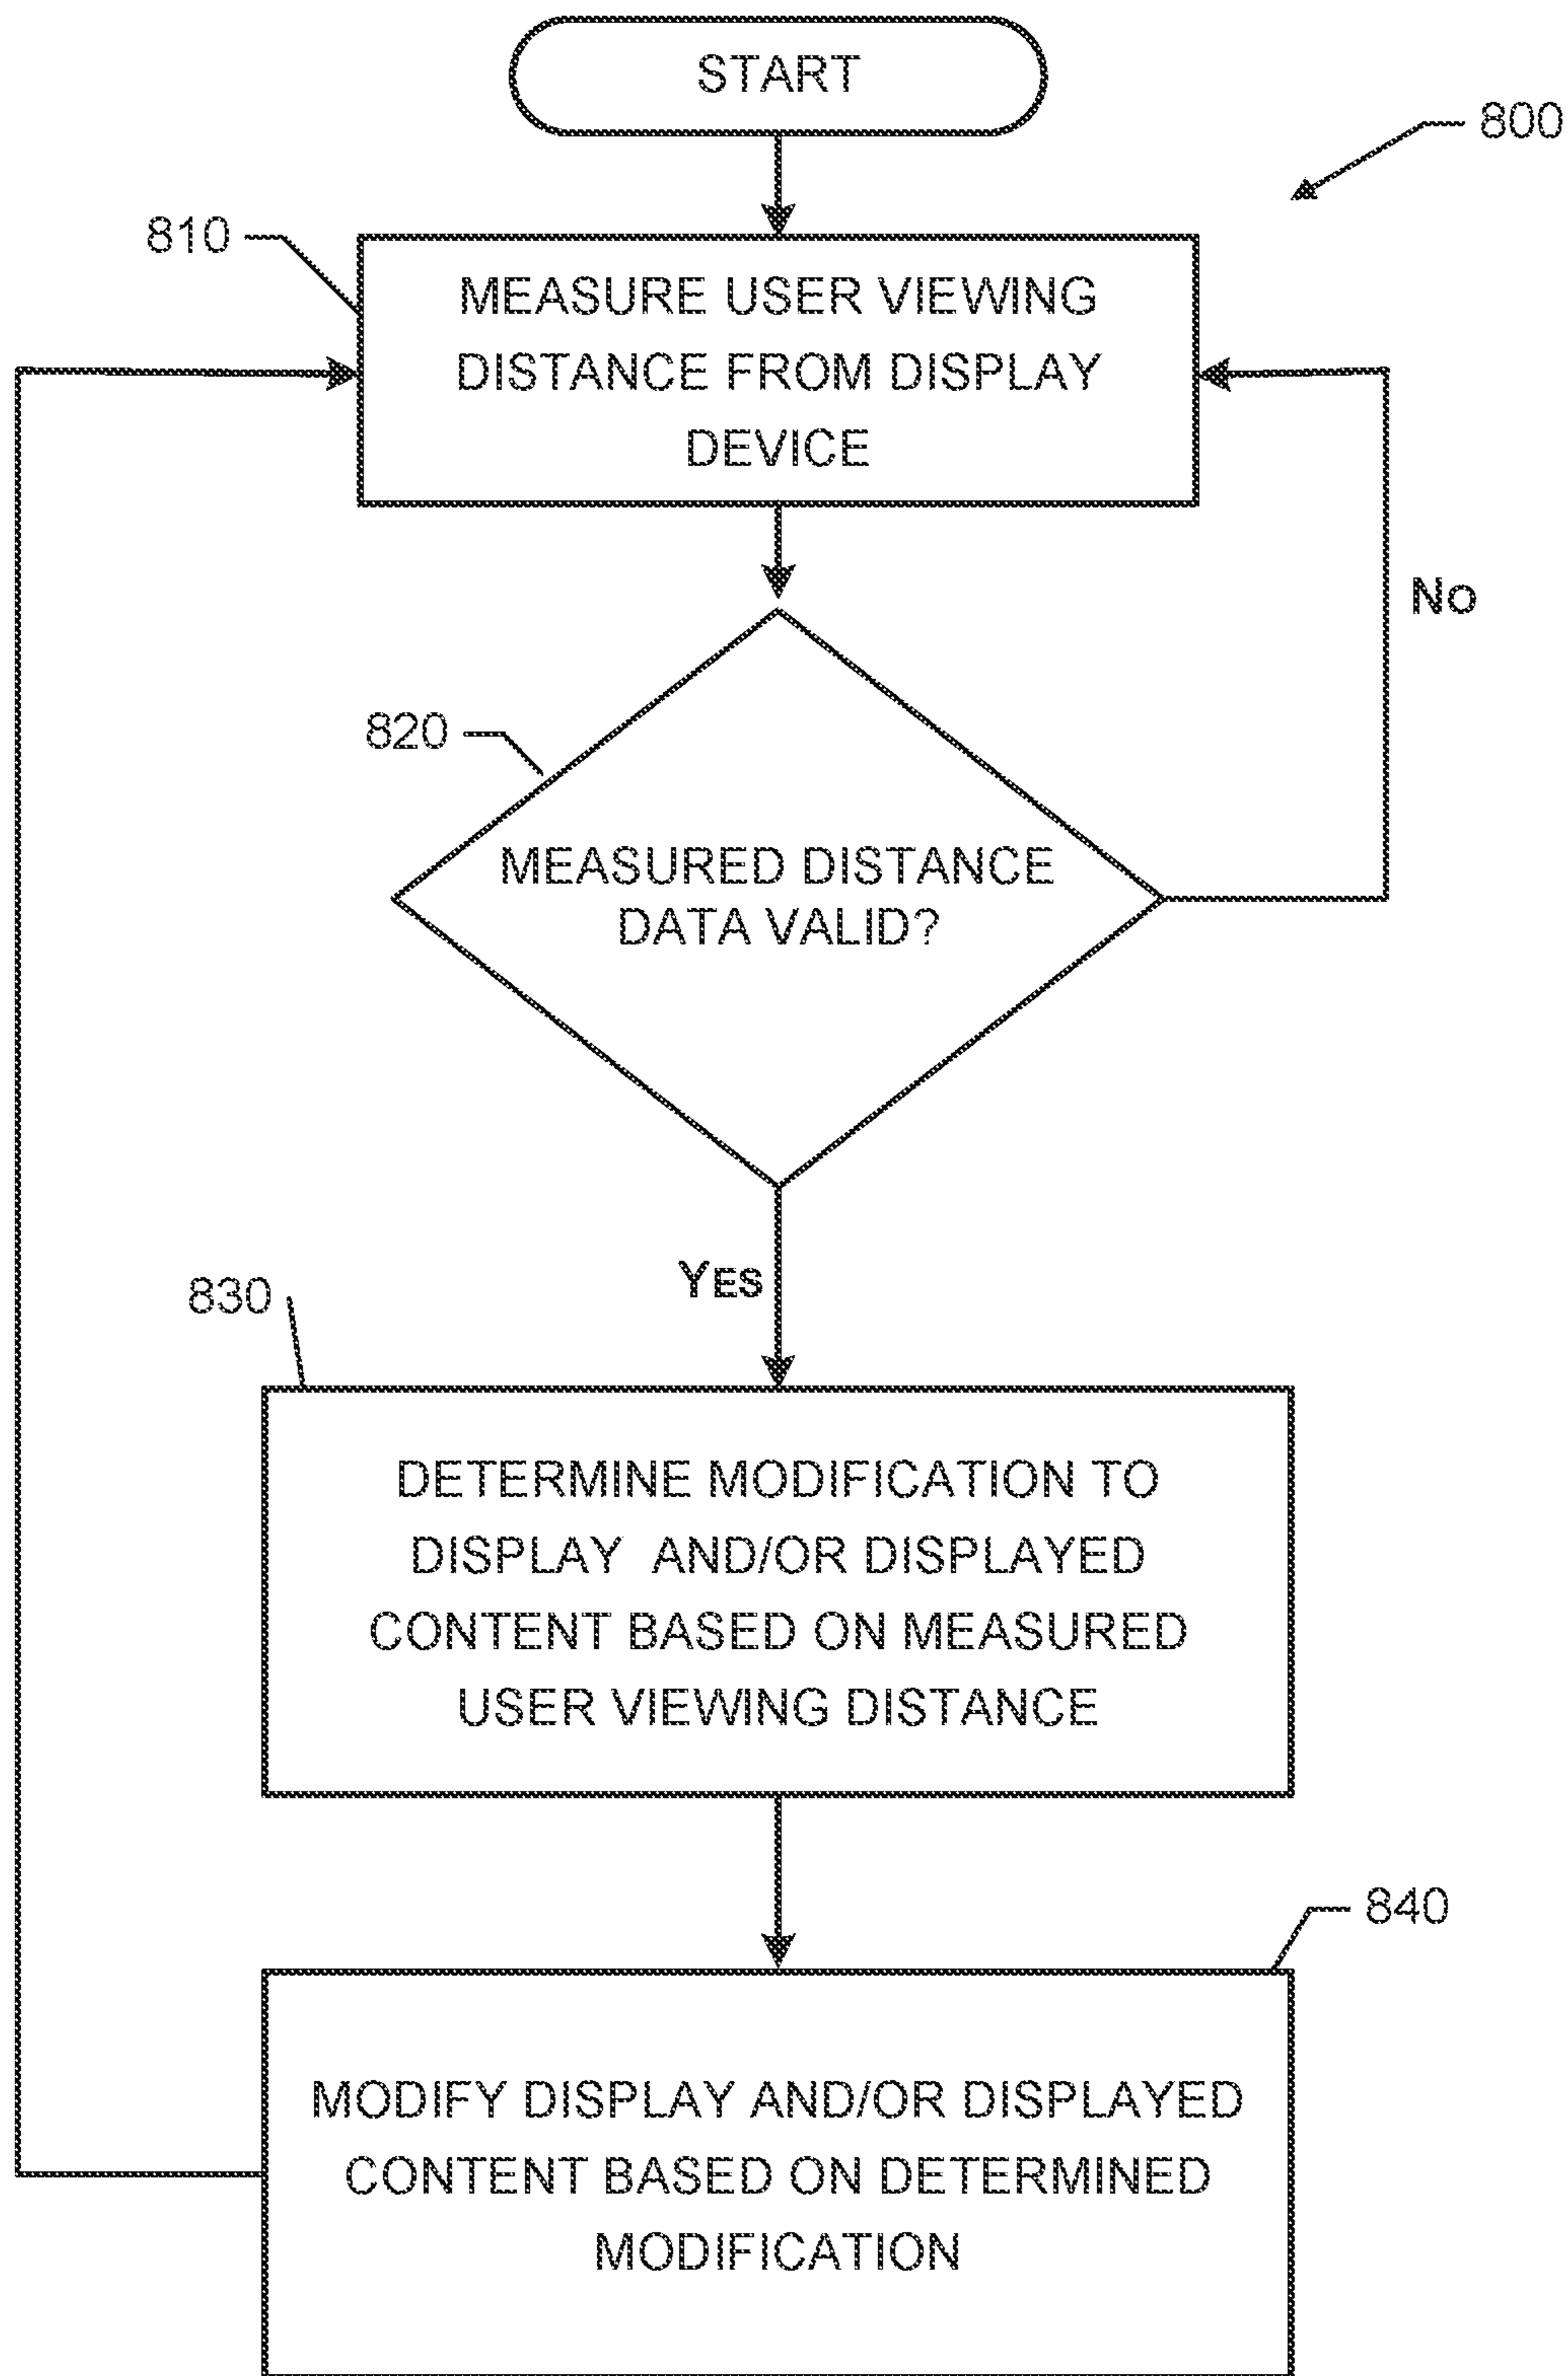 START
800
810
MEASURE USER VIEWING
DISTANCE FROM DISPLAY
DEVICE
No
820
MEASURED DISTANCE
DATA VALID?
YES
830
DETERMINE MODIFICATION TO
DISPLAY AND/OR DISPLAYED
CONTENT BASED ON MEASURED
USER VIEWING DISTANCE
840
MODIFY DISPLAY AND/OR DISPLAYED
CONTENT BASED ON DETERMINED
MODIFICATION